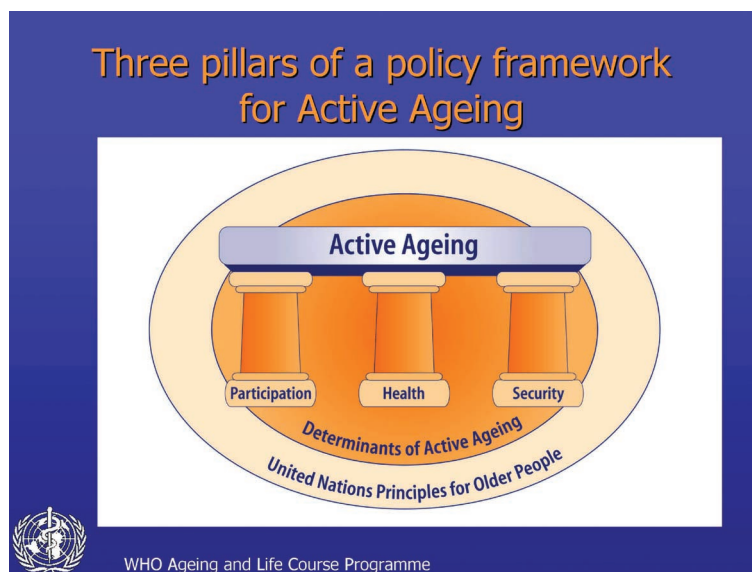 Three pillars of a policy framework
for Active Ageing
Active Ageing
Participation
Health
Security
Determinants of Active Ageing
United Nations Principles for Older People
WHO Ageing and Life Course Programme